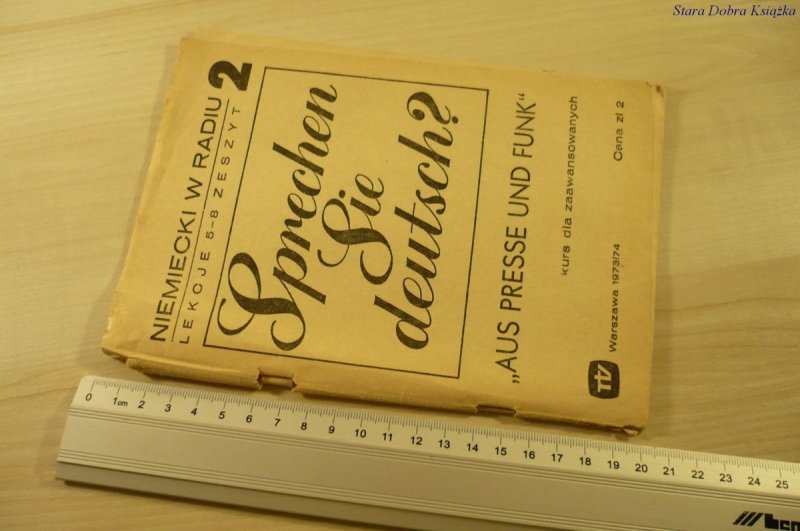 Stara Dobra Książka
NIEMIECKI W RADIU 2
LEKCJE 5-8 ZESZYT
Sprechen
Sie
deutsch?
„AUS PRESSE UND FUNK"
kurs dla zaawansowanych
Warszawa 1973/74 Cena zł 2
0 1cm 2 3 4 5 6 7 8 9 10 11 12 13 14 15 16 17 18 19 20 21 22 23 24 25